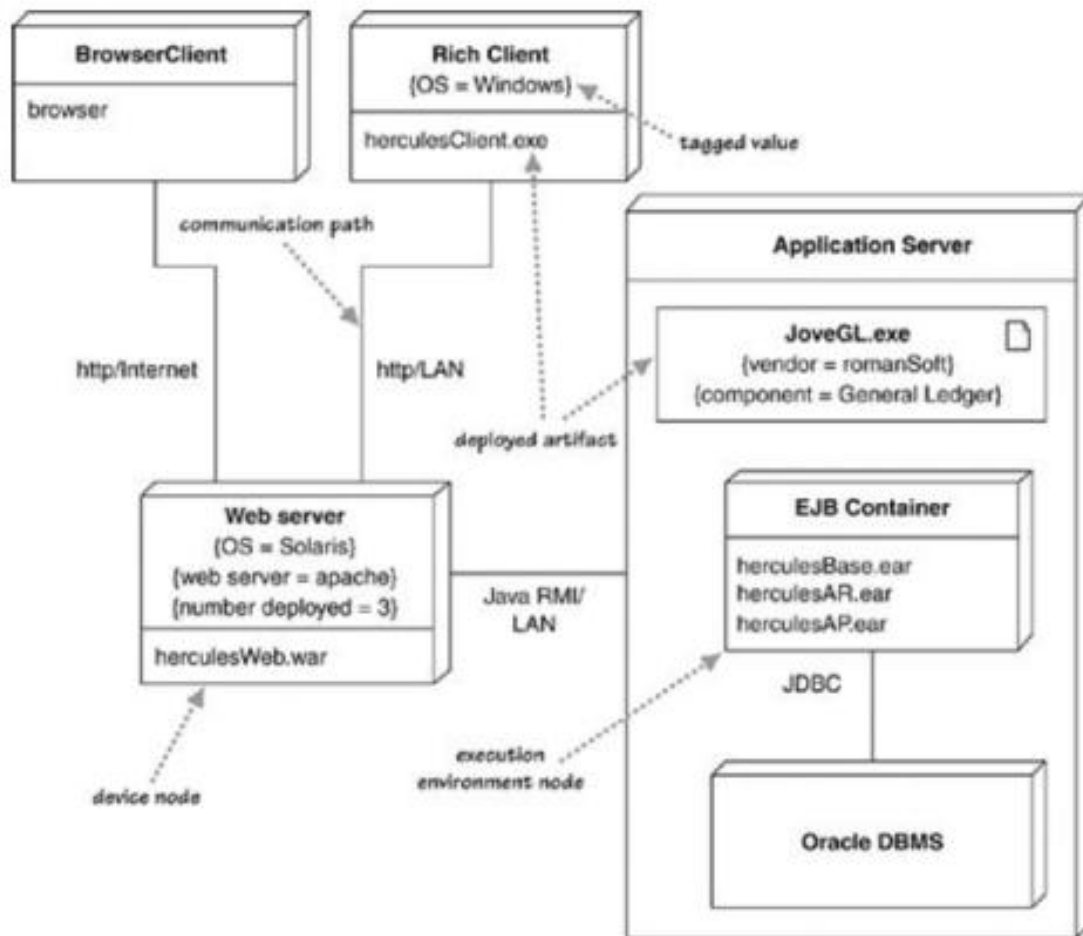 BrowserClient
browser
Rich Client
{OS = Windows}
herculesClient.exe
tagged value
communication path
http/Internet
http/LAN
deployed artifact
Application Server
JoveGL.exe
{vendor = romanSoft}
{component = General Ledger}
EJB Container
herculesBase.ear
herculesAR.ear
herculesAP.ear
JDBC
Oracle DBMS
Web server
{OS = Solaris}
{web server = apache}
{number deployed = 3}
herculesWeb.war
Java RMI/
LAN
device node
execution
environment node